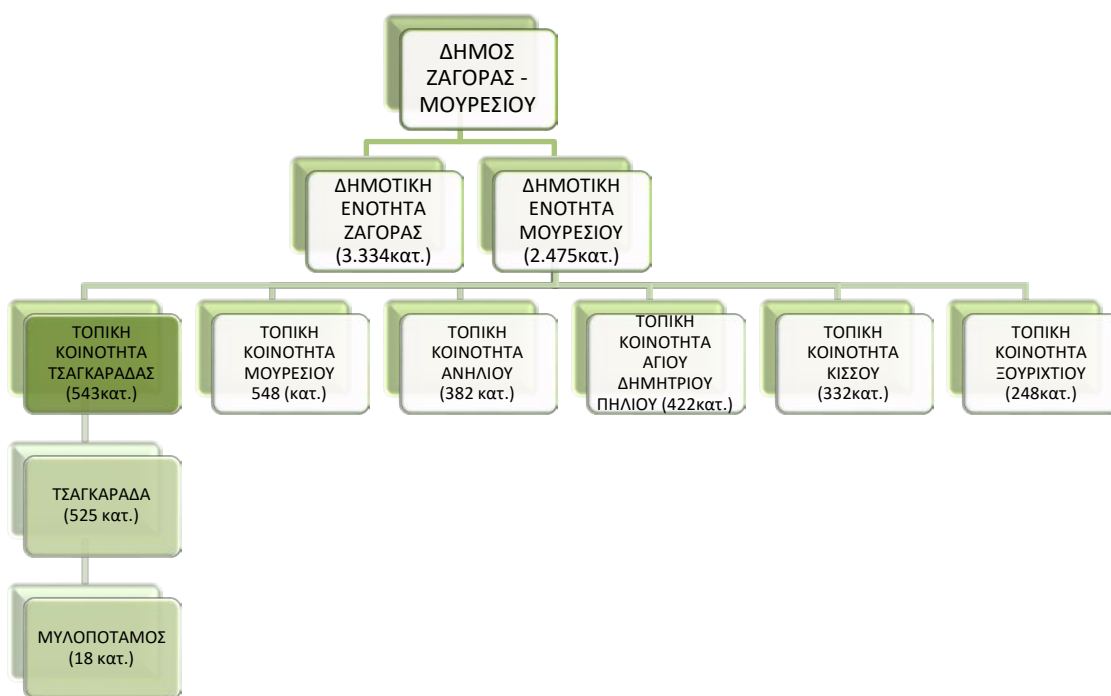 ΔΗΜΟΣ
ΖΑΓΟΡΑΣ -
ΜΟΥΡΕΣΙΟΥ
ΔΗΜΟΤΙΚΗ
ΕΝΟΤΗΤΑ
ΖΑΓΟΡΑΣ
(3.334κατ.)
ΔΗΜΟΤΙΚΗ
ΕΝΟΤΗΤΑ
ΜΟΥΡΕΣΙΟΥ
(2.475κατ.)
ΤΟΠΙΚΗ
ΚΟΙΝΟΤΗΤΑ
ΤΣΑΓΚΑΡΑΔΑΣ
(543κατ.)
ΤΟΠΙΚΗ
ΚΟΙΝΟΤΗΤΑ
ΜΟΥΡΕΣΙΟΥ
548 (κατ.)
ΤΟΠΙΚΗ
ΚΟΙΝΟΤΗΤΑ
ΑΝΗΛΙΟΥ
(382 κατ.)
ΤΟΠΙΚΗ
ΚΟΙΝΟΤΗΤΑ
ΑΓΙΟΥ
ΔΗΜΗΤΡΙΟΥ
ΠΗΛΙΟΥ (422κατ.)
ΤΟΠΙΚΗ
ΚΟΙΝΟΤΗΤΑ
ΚΙΣΣΟΥ
(332κατ.)
ΤΟΠΙΚΗ
ΚΟΙΝΟΤΗΤΑ
ΞΟΥΡΙΧΤΙΟΥ
(248κατ.)
ΤΣΑΓΚΑΡΑΔΑ
(525 κατ.)
ΜΥΛΟΠΟΤΑΜΟΣ
(18 κατ.)